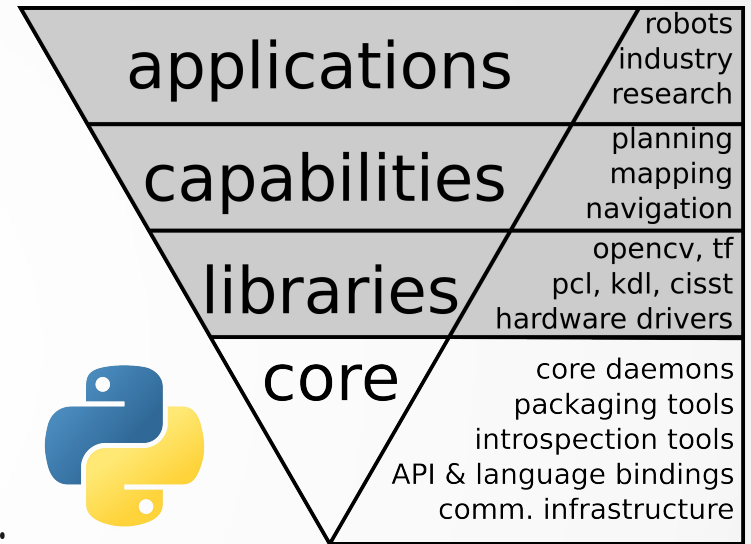 applications
robots
industry
research
capabilities
planning
mapping
navigation
libraries
opencv, tf
pcl, kdl, cisst
hardware drivers
core
core daemons
packaging tools
introspection tools
API & language bindings
comm. infrastructure